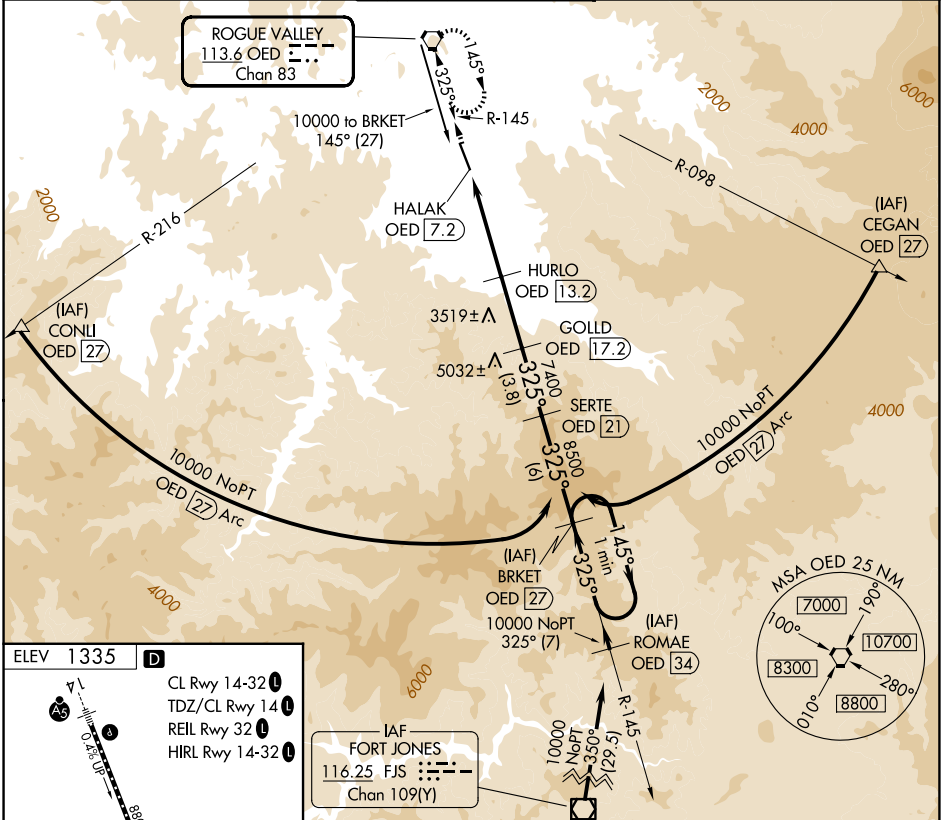 ROGUE VALLEY
113.6 OED
Chan 83
145°
325°
R-145
10000 to BRKET
145° (27)
2000
6000
4000
R-098
2000
R-216
HALAK
OED 7.2
(IAF)
CEGAN
OED 27
HURLO
OED 13.2
(IAF)
CONLI
OED 27
3519±
GOLLD
OED 17.2
5032±
7400
325°
(3.8)
SERTE
OED 21
4000
10000 NoPT
OED 27 Arc
8500
325°
(6)
10000 NoPT
OED 27 Arc
145°
1 min
325°
(IAF)
BRKET
OED 27
4000
10000 NoPT
325° (7)
(IAF)
ROMAE
OED 34
MSA OED 25 NM
7000
190°
100°
10700
8300
280°
8800
010°
6000
R-145
ELEV 1335 D
14
CL Rwy 14-32 L
TDZ/CL Rwy 14 L
REIL Rwy 32 L
HIRL Rwy 14-32 L
A5
0.4% UP
IAF
FORT JONES
116.25 FJS
Chan 109(Y)
10000
NoPT
350°
(29.5)